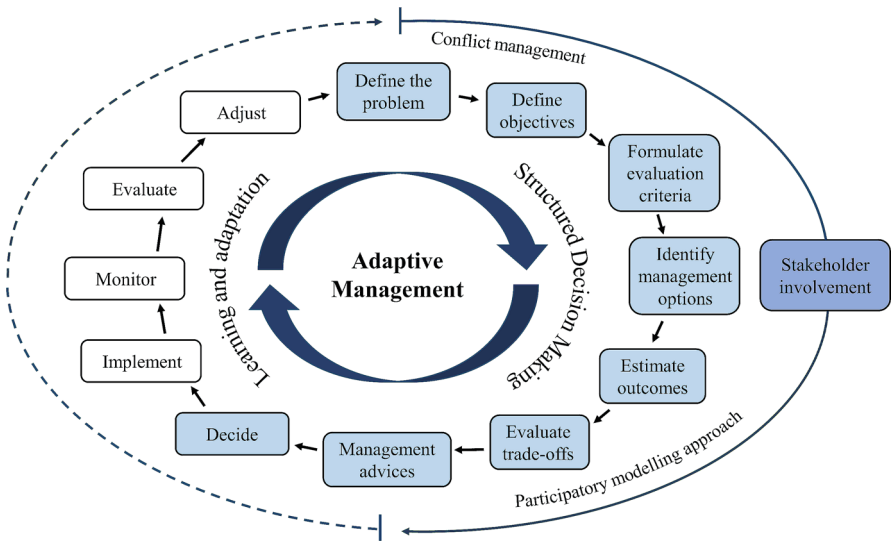 Conflict management
Define the
problem
Define
objectives
Formulate
evaluation
criteria
Identify
management
options
Stakeholder
involvement
Estimate
outcomes
Evaluate
trade-offs
Management
advices
Decide
Implement
Monitor
Evaluate
Adjust
Learning and adaptation
Adaptive
Management
Structured Decision Making
Participatory modelling approach